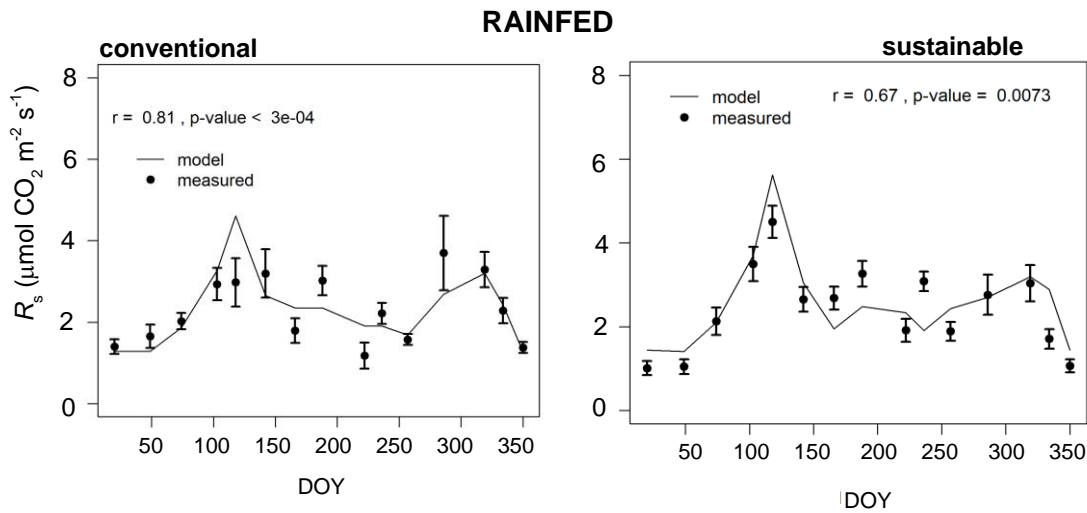 RAINFED
conventional
sustainable
R_s (μmol CO₂ m⁻² s⁻¹)
8
6
4
2
0
r = 0.81 , p-value < 3e-04
model
measured
50 100 150 200 250 300 350
DOY
8
6
4
2
0
model
r = 0.67 , p-value = 0.0073
measured
50 100 150 200 250 300 350
DOY